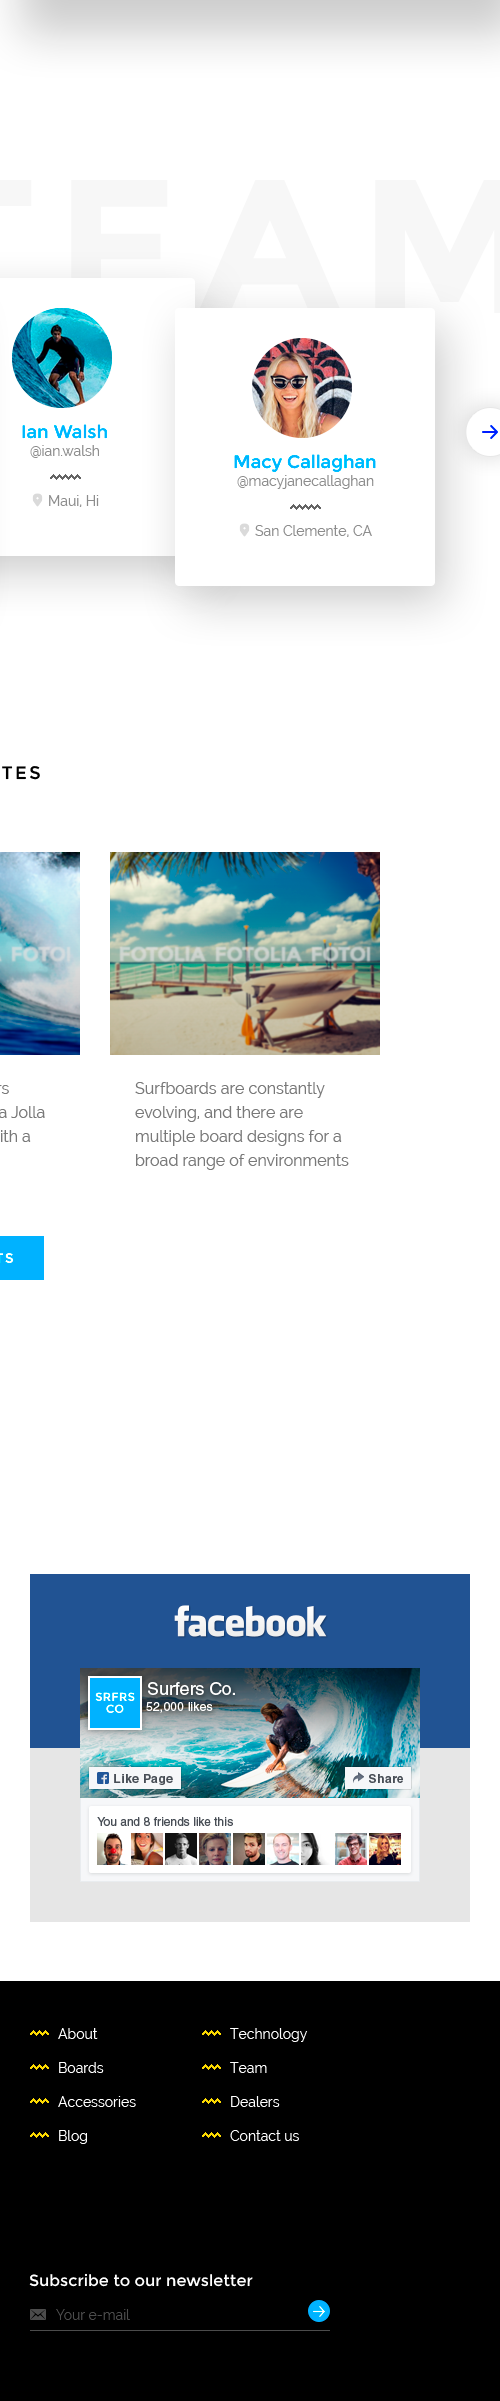 TEAM
Ian Walsh
@ian.walsh
Maui, Hi
Macy Callaghan
@macyjanecallaghan
San Clemente, CA
TES
FOTOL
FOTOLIA FOTOLIA FOTOL
rs
a Jolla
ith a
Surfboards are constantly
evolving, and there are
multiple board designs for a
broad range of environments
TS
facebook
SRFRS
CO
Surfers Co.
52,000 likes
Like Page
Share
You and 8 friends like this
About
Boards
Accessories
Blog
Technology
Team
Dealers
Contact us
Subscribe to our newsletter
Your e-mail